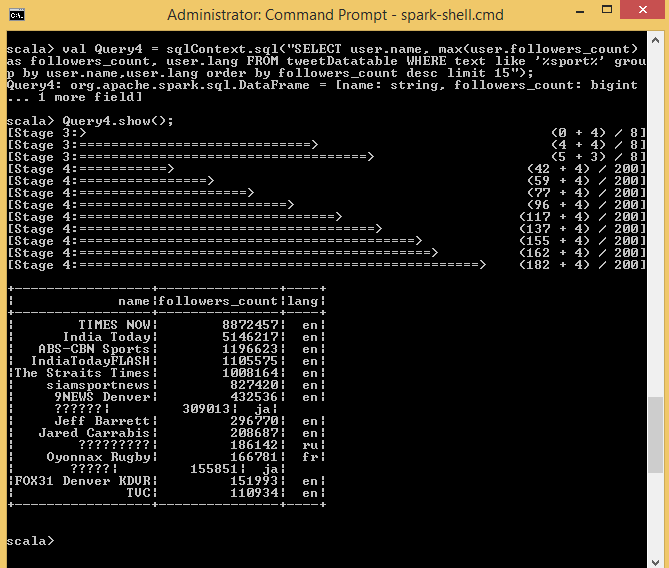 Administrator: Command Prompt - spark-shell.cmd
scala> val Query4 = sqlContext.sql("SELECT user.name, max(user.followers_count)
as followers_count, user.lang FROM tweetDatatable WHERE text like '%sport%' grou
p by user.name,user.lang order by followers_count desc limit 15");
Query4: org.apache.spark.sql.DataFrame = [name: string, followers_count: bigint
... 1 more field]
scala> Query4.show();
[Stage 3:>                                                          (0 + 4) / 8]
[Stage 3:=============================>                             (4 + 4) / 8]
[Stage 3:====================================>                      (5 + 3) / 8]
[Stage 4:===========>                                            (42 + 4) / 200]
[Stage 4:================>                                       (59 + 4) / 200]
[Stage 4:=====================>                                  (77 + 4) / 200]
[Stage 4:==========================>                             (96 + 4) / 200]
[Stage 4:================================>                      (117 + 4) / 200]
[Stage 4:=====================================>                 (137 + 4) / 200]
[Stage 4:==========================================>            (155 + 4) / 200]
[Stage 4:============================================>          (162 + 4) / 200]
[Stage 4:==================================================>    (182 + 4) / 200]
+-----------------+---------------+----+
|             name|followers_count|lang|
+-----------------+---------------+----+
|        TIMES NOW|        8872457|  en|
|      India Today|        5146217|  en|
|   ABS-CBN Sports|        1196623|  en|
|  IndiaTodayFLASH|        1105575|  en|
|The Straits Times|        1008164|  en|
|    siamsportnews|         827420|  en|
|     9NEWS Denver|         432536|  en|
|     ??????|         309013|  ja|
|     Jeff Barrett|         296770|  en|
|   Jared Carrabis|         208687|  en|
|        ?????????|         186142|  ru|
|    Oyonnax Rugby|         166781|  fr|
|       ?????|         155851|  ja|
|FOX31 Denver KDVR|         151993|  en|
|              TVC|         110934|  en|
+-----------------+---------------+----+
scala>